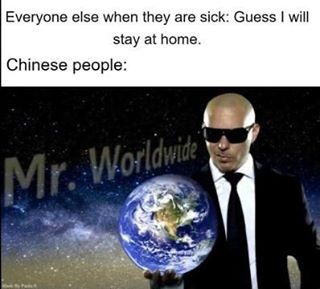 Everyone else when they are sick: Guess I will
stay at home.
Chinese people:
Mr. Worldwide